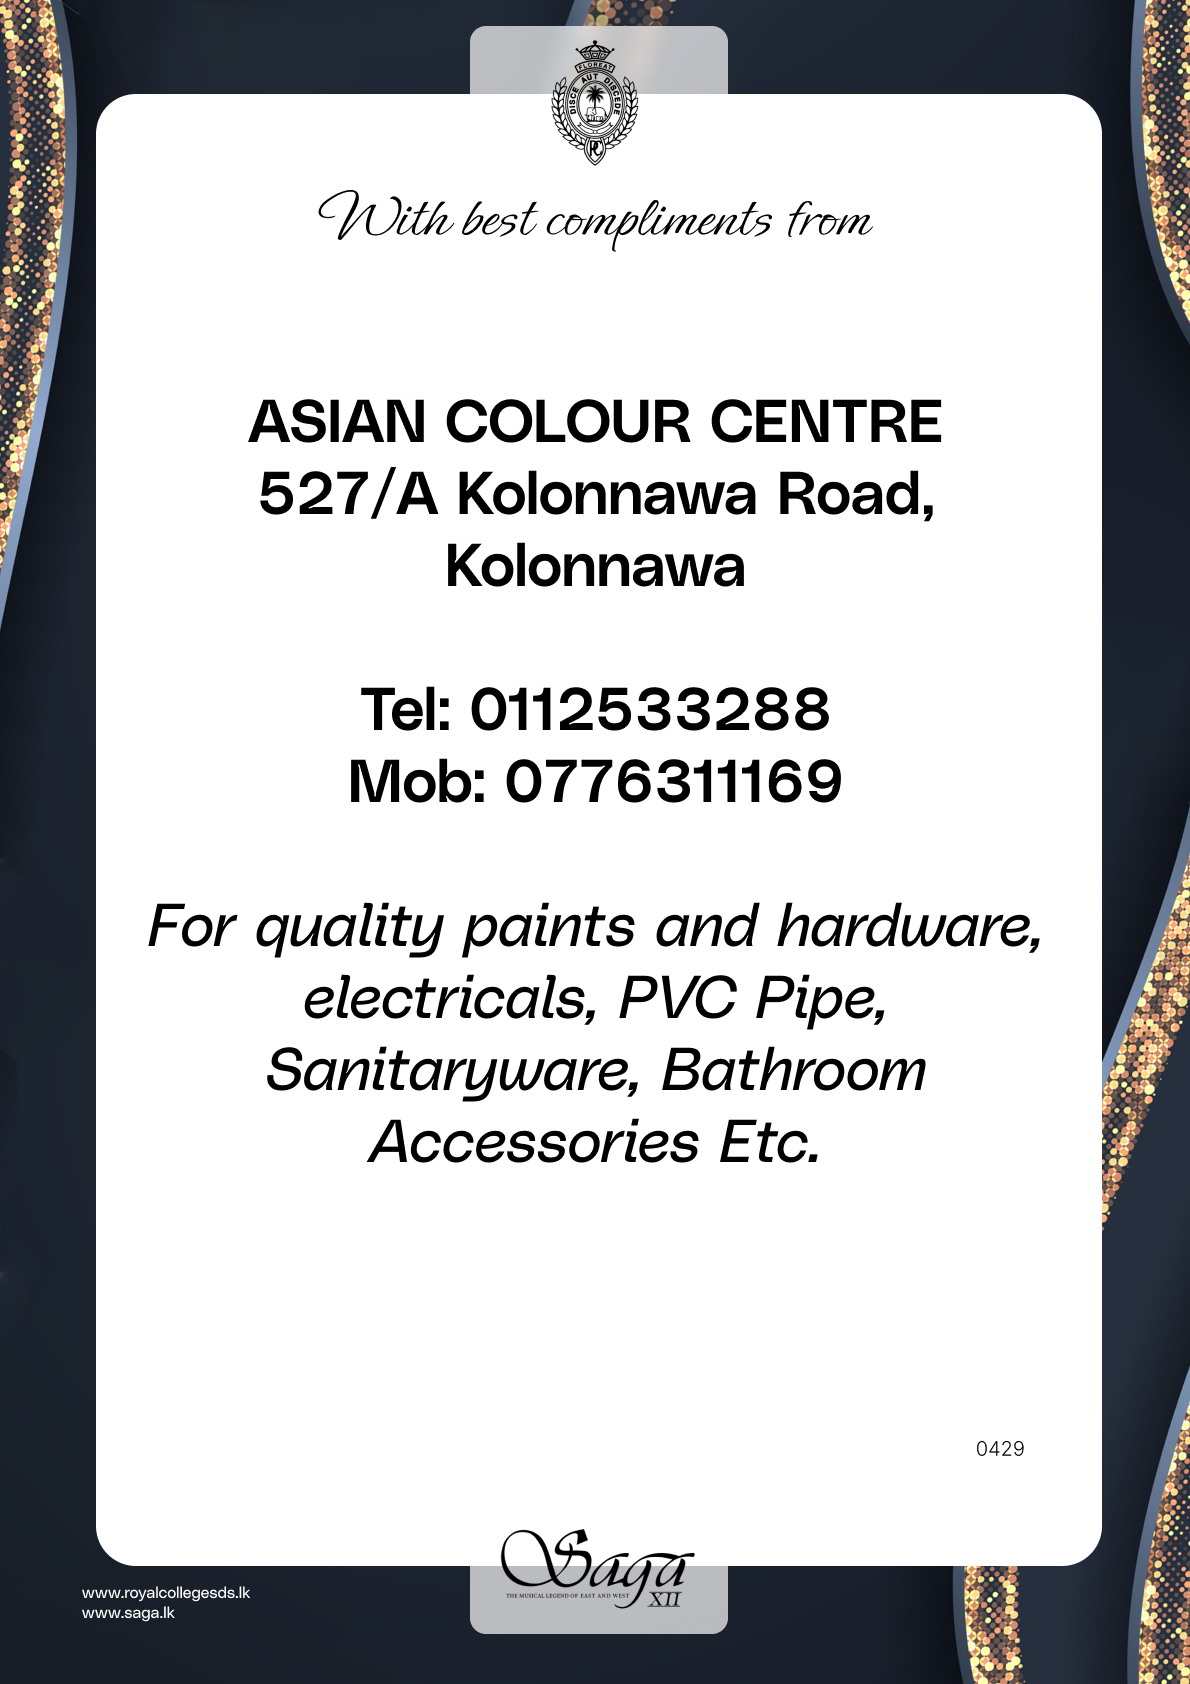 FLOREAT
DISCE AUT DISCEDE
RC
With best compliments from
ASIAN COLOUR CENTRE
527/A Kolonnawa Road,
Kolonnawa
Tel: 0112533288
Mob: 0776311169
For quality paints and hardware,
electricals, PVC Pipe,
Sanitaryware, Bathroom
Accessories Etc.
0429
Saga
THE MUSICAL LEGEND OF EAST AND WEST
XII
www.royalcollegesds.lk
www.saga.lk